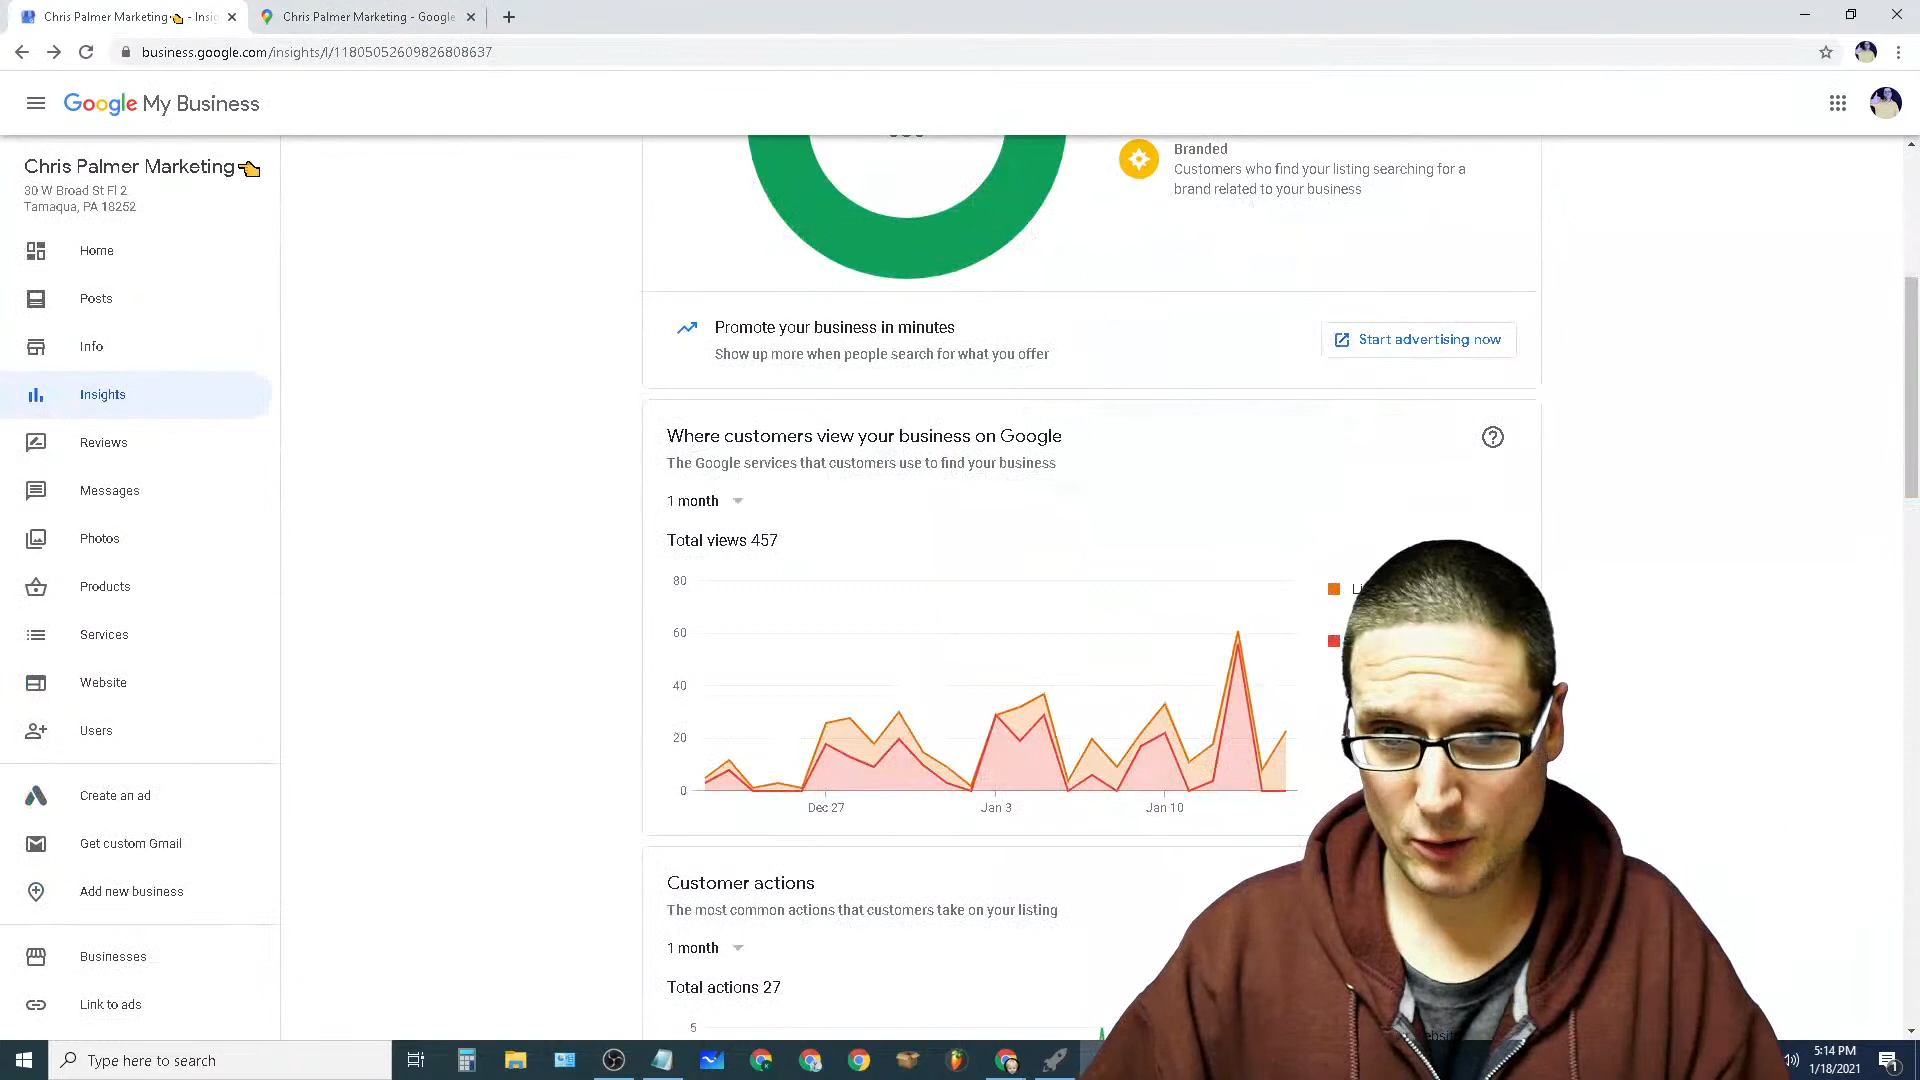 Chris Palmer Marketing - Insig
Chris Palmer Marketing - Google
business.google.com/insights/l/11805052609826808637
Google My Business
Chris Palmer Marketing
30 W Broad St Fl 2
Tamaqua, PA 18252
Home
Posts
Info
Insights
Reviews
Messages
Photos
Products
Services
Website
Users
Create an ad
Get custom Gmail
Add new business
Businesses
Link to ads
Branded
Customers who find your listing searching for a
brand related to your business
Promote your business in minutes
Show up more when people search for what you offer
Start advertising now
Where customers view your business on Google
The Google services that customers use to find your business
1 month
Total views 457
80
60
40
20
0
Dec 27
Jan 3
Jan 10
Customer actions
The most common actions that customers take on your listing
1 month
Total actions 27
5
Type here to search
5:14 PM
1/18/2021